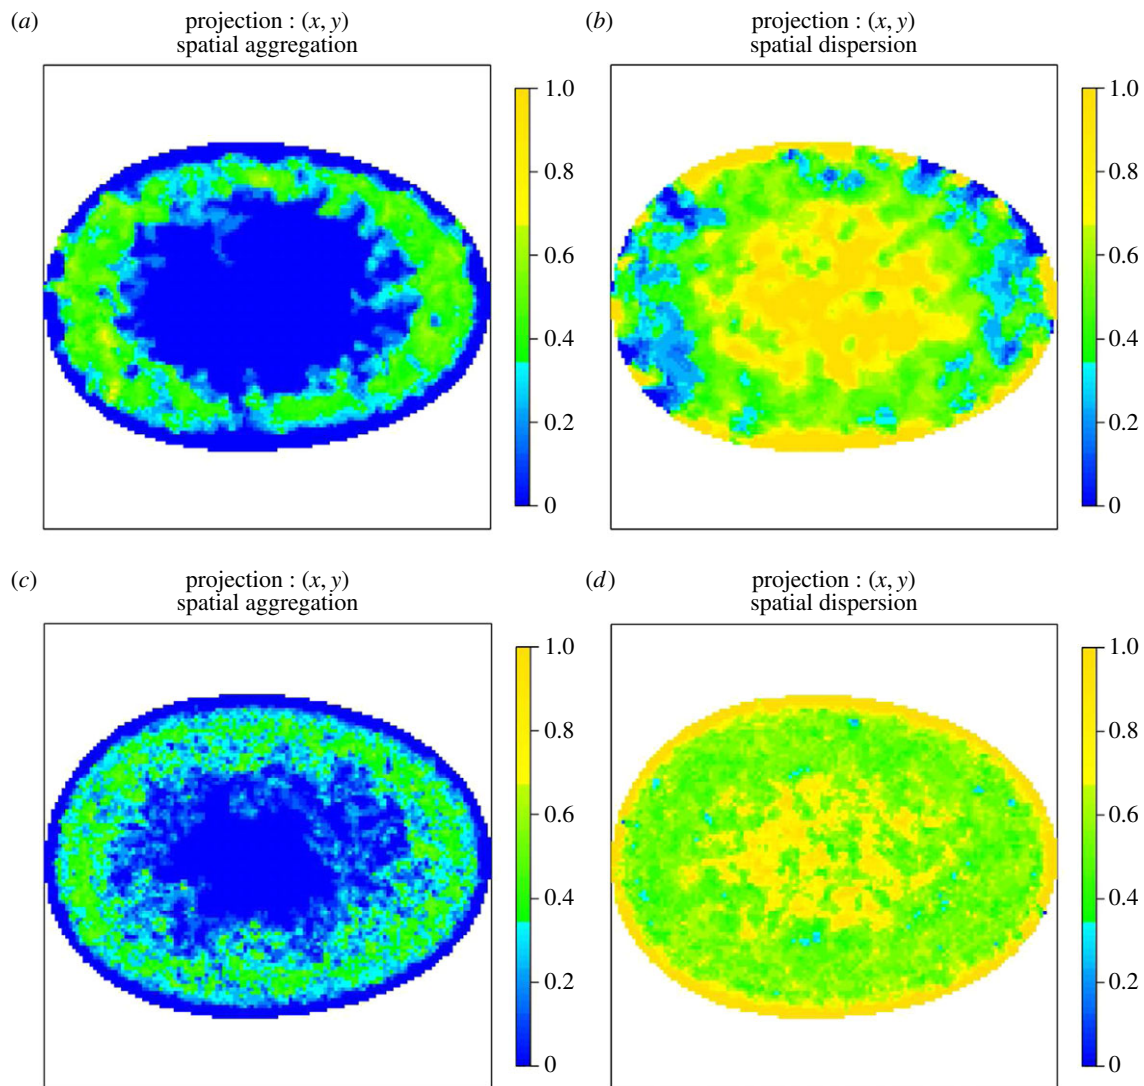 (a)
projection : (x, y)
spatial aggregation
1.0
0.8
0.6
0.4
0.2
0
(b)
projection : (x, y)
spatial dispersion
1.0
0.8
0.6
0.4
0.2
0
(c)
projection : (x, y)
spatial aggregation
1.0
0.8
0.6
0.4
0.2
0
(d)
projection : (x, y)
spatial dispersion
1.0
0.8
0.6
0.4
0.2
0